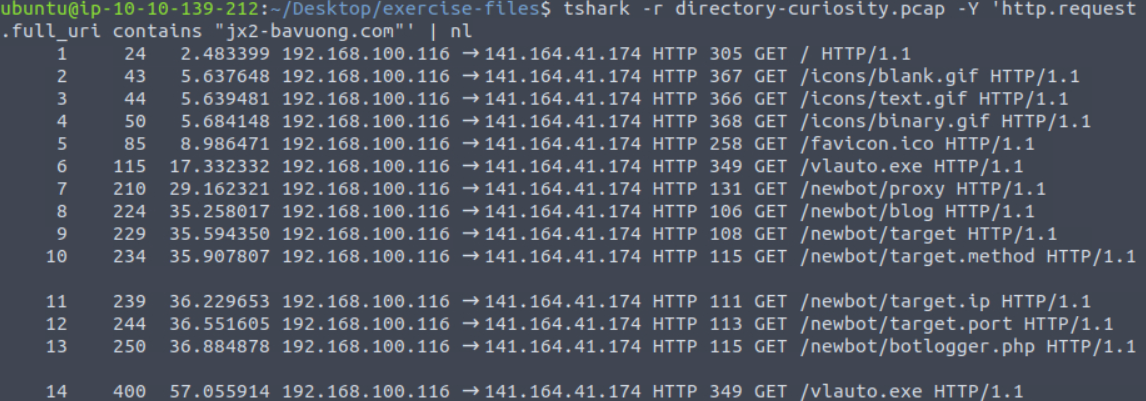 ubuntu@ip-10-10-139-212:~/Desktop/exercise-files$ tshark -r directory-curiosity.pcap -Y 'http.request
.full_uri contains "jx2-bavuong.com"' | nl
1 24 2.483399 192.168.100.116 → 141.164.41.174 HTTP 305 GET / HTTP/1.1
2 43 5.637648 192.168.100.116 → 141.164.41.174 HTTP 367 GET /icons/blank.gif HTTP/1.1
3 44 5.639481 192.168.100.116 → 141.164.41.174 HTTP 366 GET /icons/text.gif HTTP/1.1
4 50 5.684148 192.168.100.116 → 141.164.41.174 HTTP 368 GET /icons/binary.gif HTTP/1.1
5 85 8.986471 192.168.100.116 → 141.164.41.174 HTTP 258 GET /favicon.ico HTTP/1.1
6 115 17.332332 192.168.100.116 → 141.164.41.174 HTTP 349 GET /vlauto.exe HTTP/1.1
7 210 29.162321 192.168.100.116 → 141.164.41.174 HTTP 131 GET /newbot/proxy HTTP/1.1
8 224 35.258017 192.168.100.116 → 141.164.41.174 HTTP 106 GET /newbot/blog HTTP/1.1
9 229 35.594350 192.168.100.116 → 141.164.41.174 HTTP 108 GET /newbot/target HTTP/1.1
10 234 35.907807 192.168.100.116 → 141.164.41.174 HTTP 115 GET /newbot/target.method HTTP/1.1
11 239 36.229653 192.168.100.116 → 141.164.41.174 HTTP 111 GET /newbot/target.ip HTTP/1.1
12 244 36.551605 192.168.100.116 → 141.164.41.174 HTTP 113 GET /newbot/target.port HTTP/1.1
13 250 36.884878 192.168.100.116 → 141.164.41.174 HTTP 115 GET /newbot/botlogger.php HTTP/1.1
14 400 57.055914 192.168.100.116 → 141.164.41.174 HTTP 349 GET /vlauto.exe HTTP/1.1